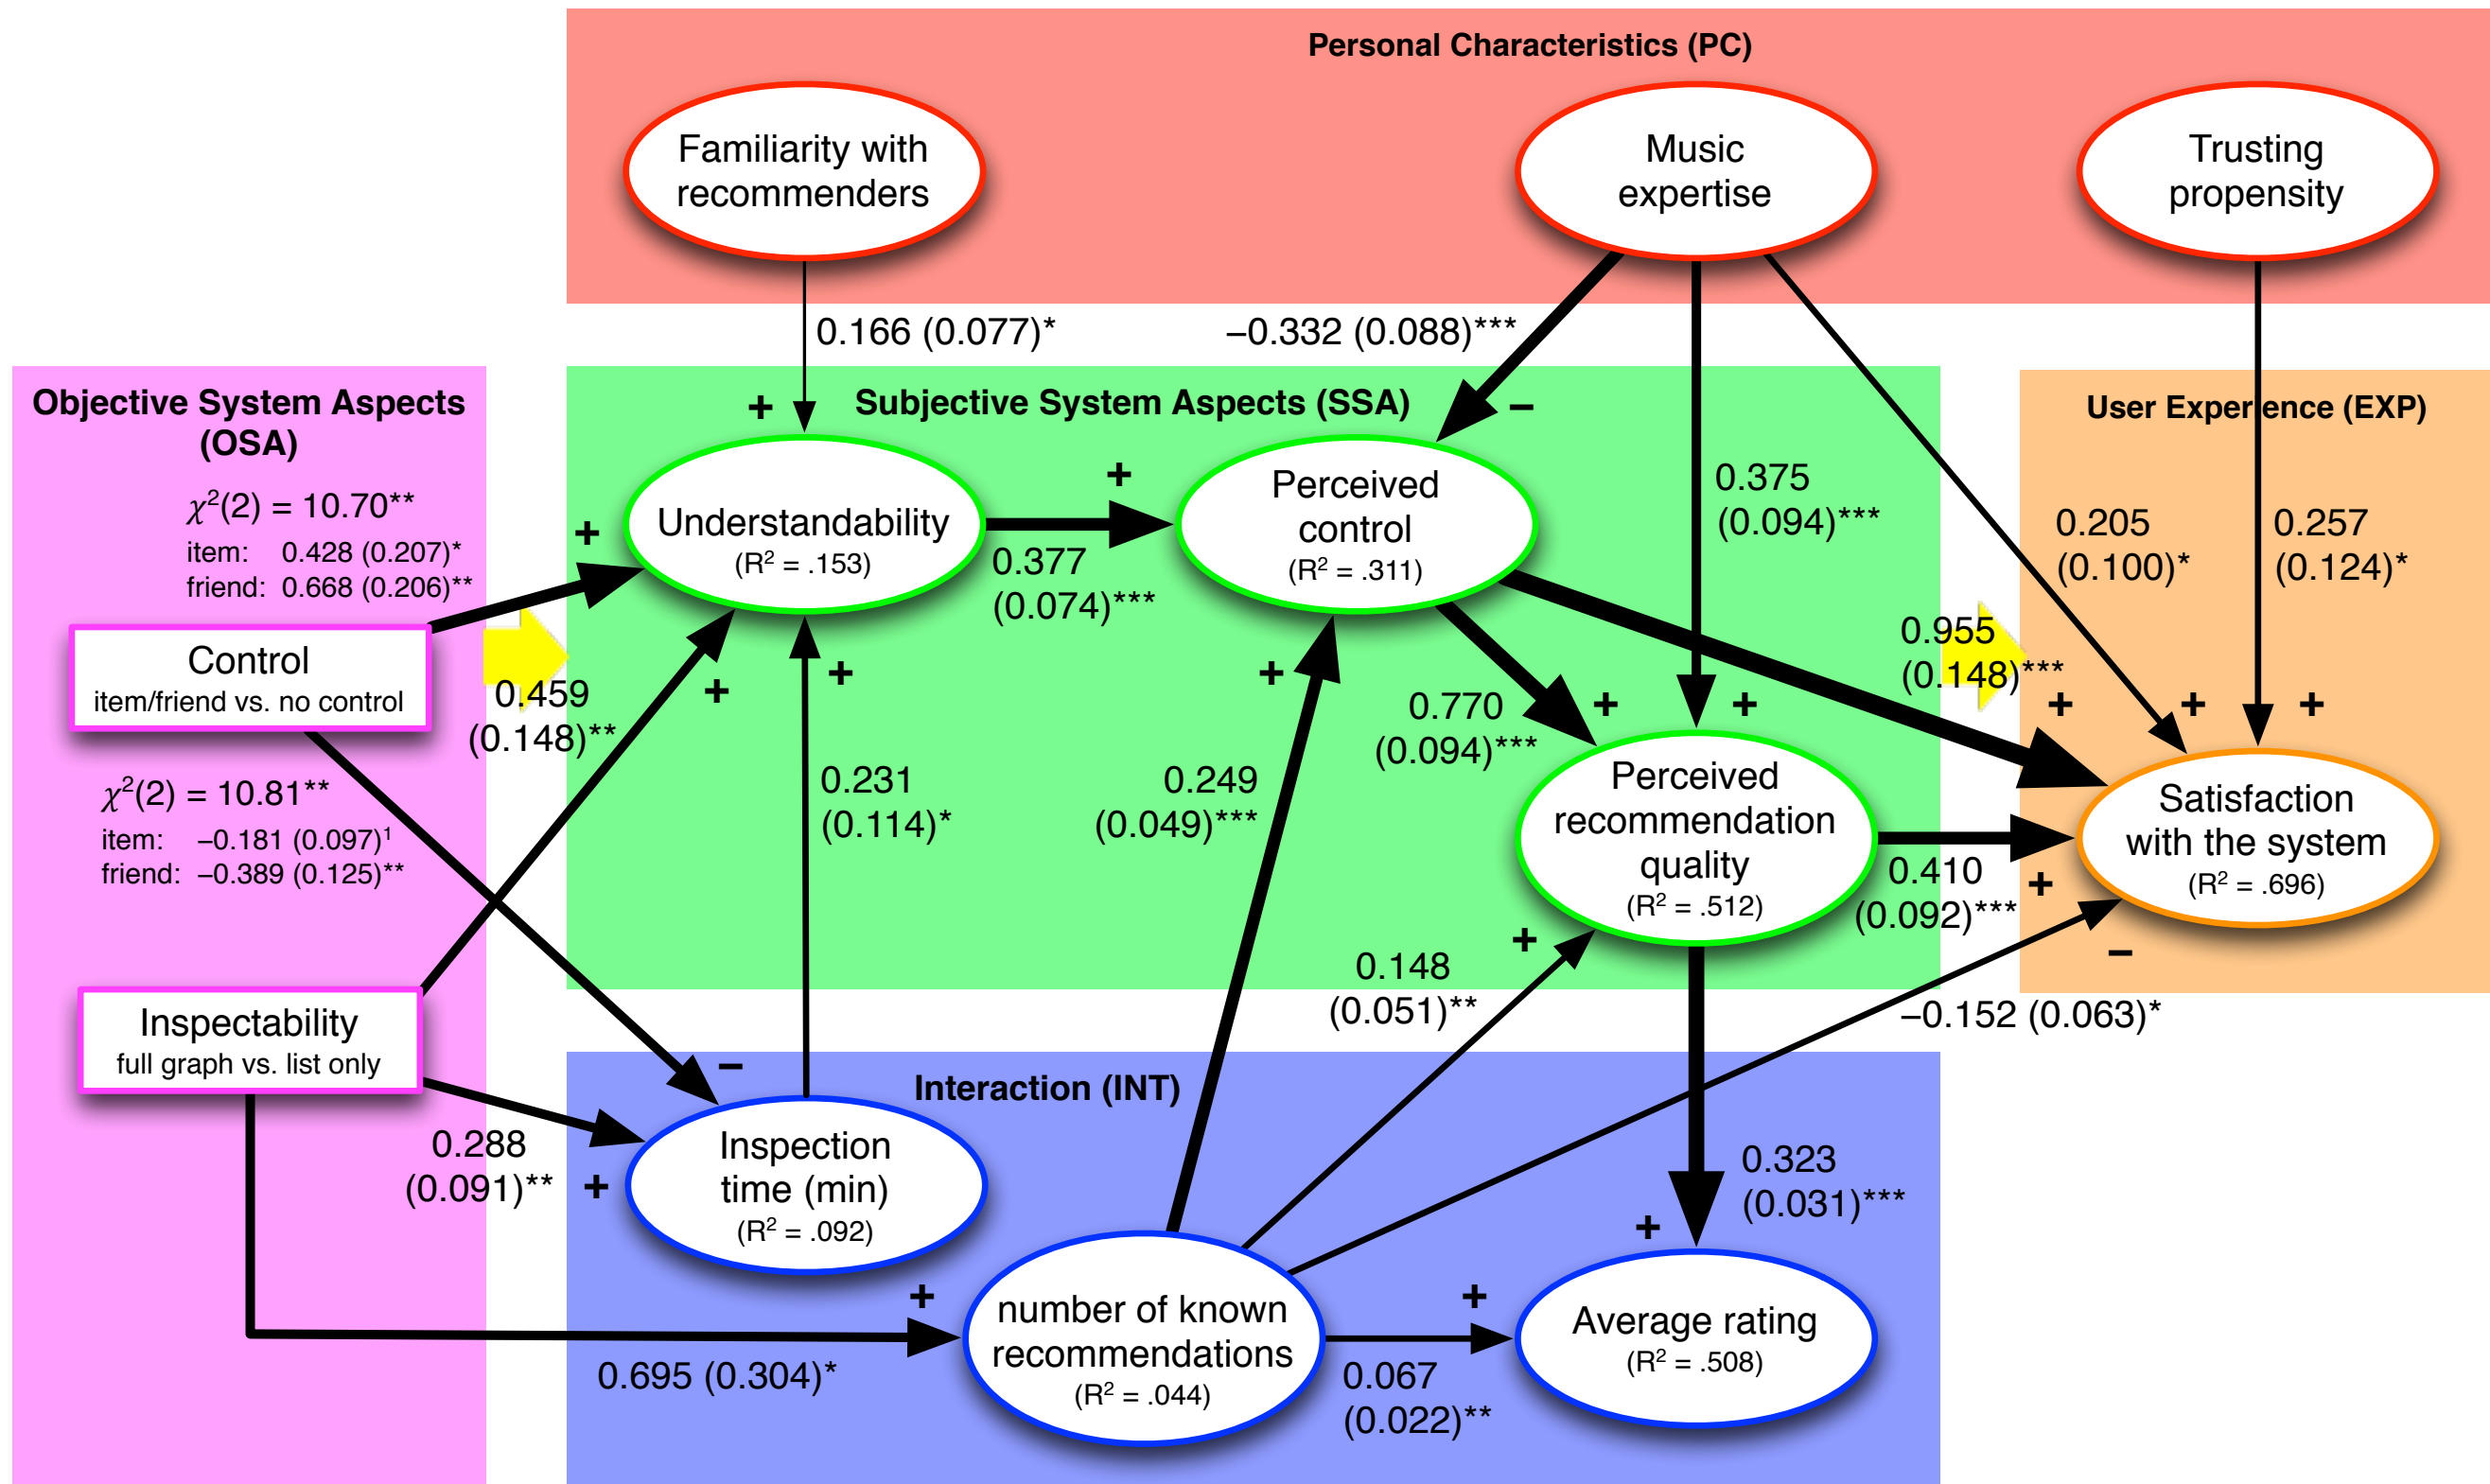 Personal Characteristics (PC)
Familiarity with
recommenders
Music
expertise
Trusting
propensity
0.166 (0.077)*
–0.332 (0.088)***
Objective System Aspects
(OSA)
Subjective System Aspects (SSA)
User Experience (EXP)
+
–
χ²(2) = 10.70**
item: 0.428 (0.207)*
friend: 0.668 (0.206)**
+
Understandability
(R² = .153)
+
0.377
(0.074)***
Perceived
control
(R² = .311)
0.375
(0.094)***
0.205
(0.100)*
0.257
(0.124)*
Control
item/friend vs. no control
0.459
(0.148)**
+
+
+
0.955
(0.148)***
0.770
(0.094)***
+
+
+
+
+
χ²(2) = 10.81**
item: –0.181 (0.097)¹
friend: –0.389 (0.125)**
0.231
(0.114)*
0.249
(0.049)***
Perceived
recommendation
quality
(R² = .512)
0.410
(0.092)***
+
Satisfaction
with the system
(R² = .696)
+
–
0.148
(0.051)**
–0.152 (0.063)*
Inspectability
full graph vs. list only
–
Interaction (INT)
0.288
(0.091)**
+
Inspection
time (min)
(R² = .092)
0.323
(0.031)***
+
+
number of known
recommendations
(R² = .044)
+
Average rating
(R² = .508)
0.695 (0.304)*
0.067
(0.022)**